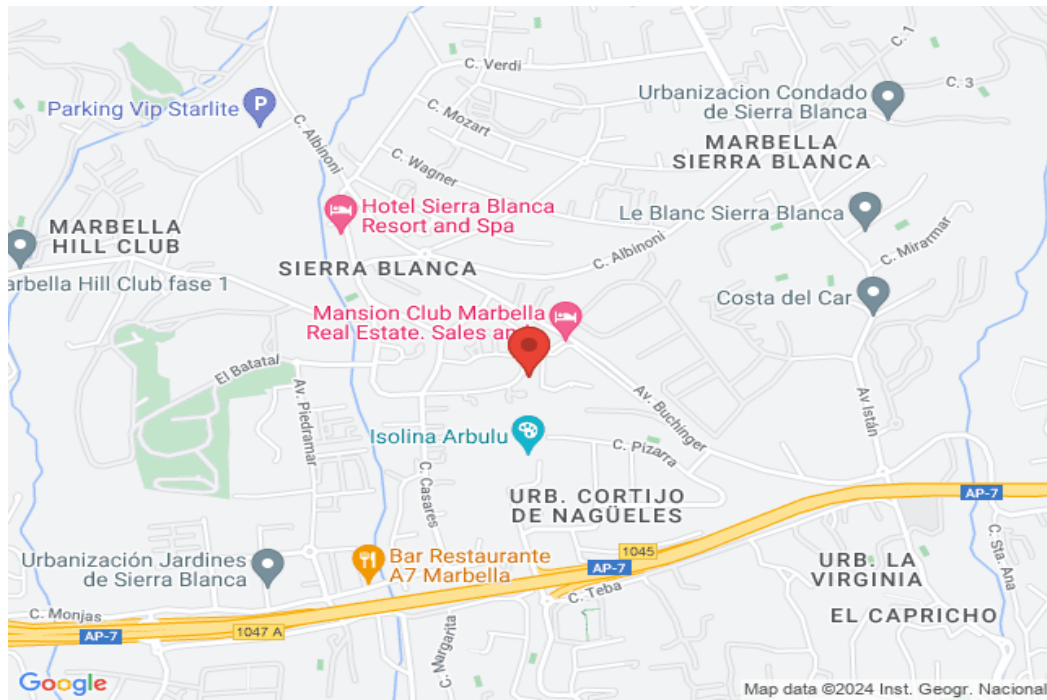 C. 1
C. Verdi
C. 3
Urbanizacion Condado
de Sierra Blanca
Parking Vip Starlite
P
C. Mozart
C. Albinoni
MARBELLA
SIERRA BLANCA
C. Wagner
Hotel Sierra Blanca
Resort and Spa
Le Blanc Sierra Blanca
MARBELLA
HILL CLUB
C. Albinoni
C. Mirarmar
SIERRA BLANCA
arbella Hill Club fase 1
Costa del Car
Mansion Club Marbella
Real Estate. Sales an
El Batatal
Av. Piedramar
Av. Buchinger
Av Istán
Isolina Arbulu
C. Pizarra
C. Casares
URB. CORTIJO
DE NAGÜELES
AP-7
C. Sta. Ana
Urbanización Jardines
de Sierra Blanca
Bar Restaurante
A7 Marbella
1045
AP-7
URB. LA
VIRGINIA
C. Teba
EL CAPRICHO
C. Monjas
1047 A
AP-7
C. Margarita
Google
Map data ©2024 Inst. Geogr. Nacional